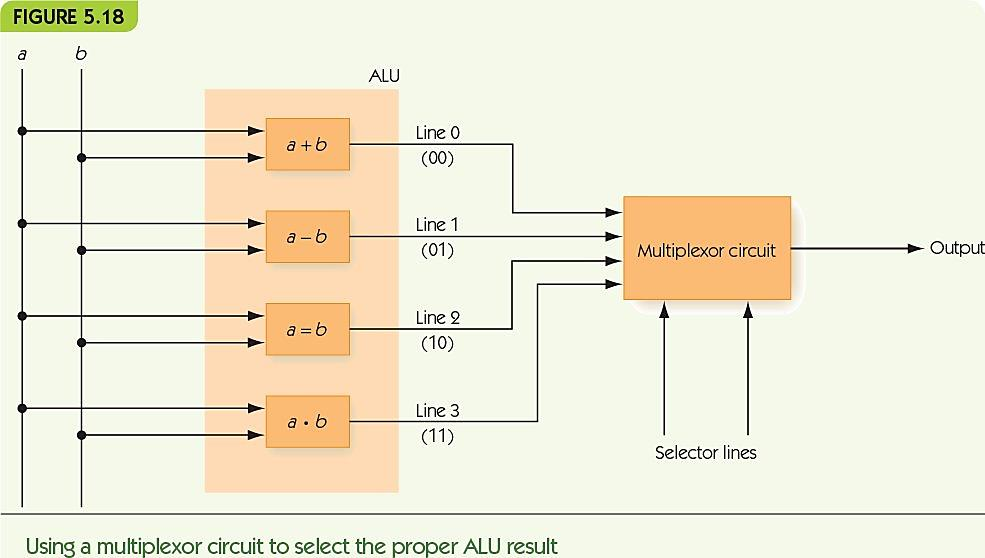 FIGURE 5.18
a b
ALU
a + b
Line 0
(00)
a – b
Line 1
(01)
Multiplexor circuit
Output
a = b
Line 2
(10)
a · b
Line 3
(11)
Selector lines
Using a multiplexor circuit to select the proper ALU result